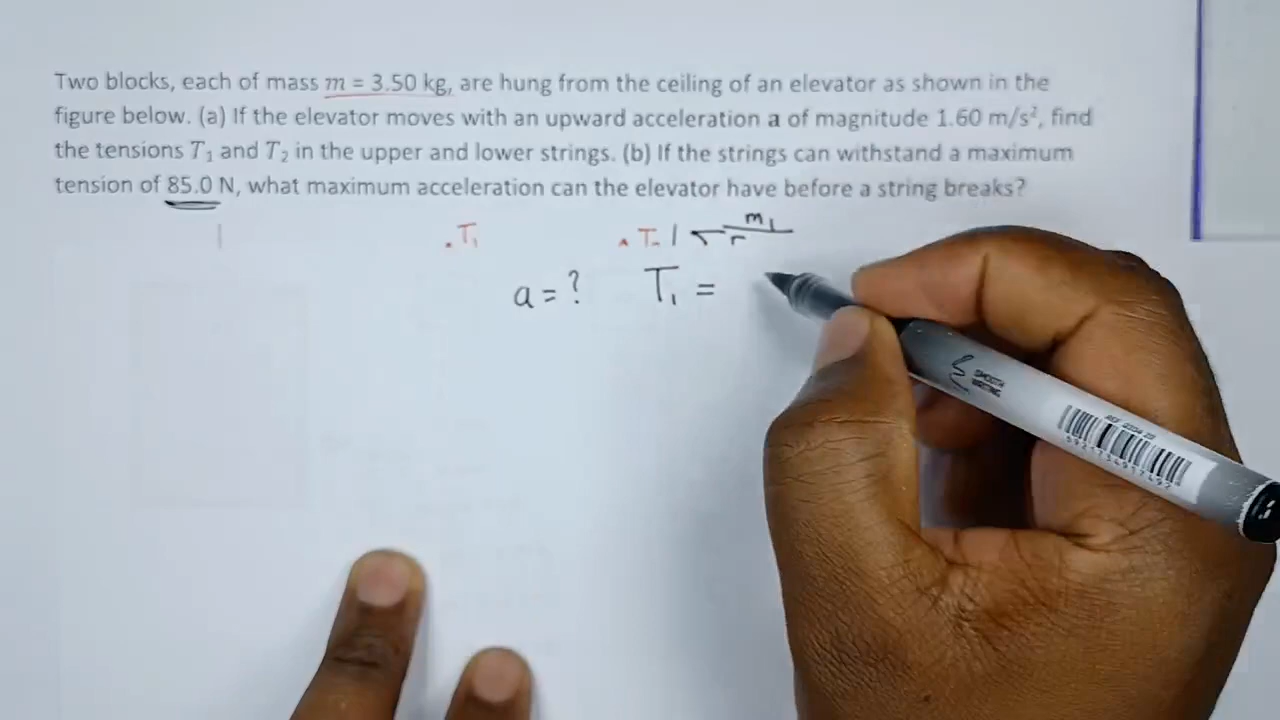 Two blocks, each of mass m = 3.50 kg, are hung from the ceiling of an elevator as shown in the
figure below. (a) If the elevator moves with an upward acceleration a of magnitude 1.60 m/s², find
the tensions T₁ and T₂ in the upper and lower strings. (b) If the strings can withstand a maximum
tension of 85.0 N, what maximum acceleration can the elevator have before a string breaks?
T₁
a = ? T₁ =
SMOOTH
WRITING